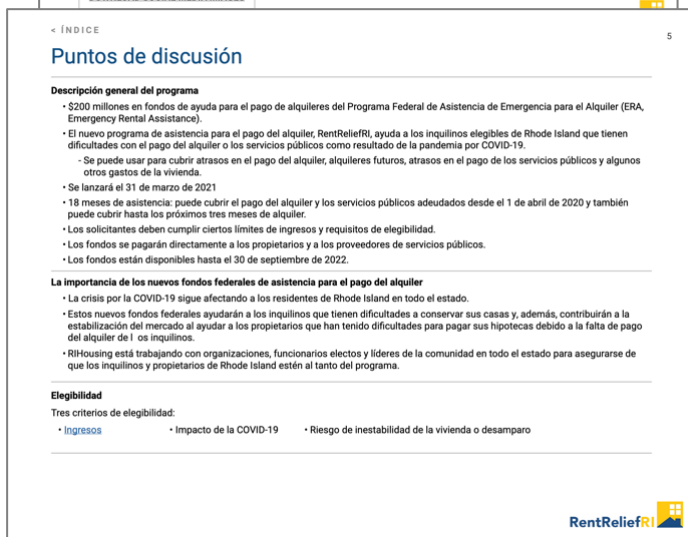 < ÍNDICE
5
Puntos de discusión
Descripción general del programa
• $200 millones en fondos de ayuda para el pago de alquileres del Programa Federal de Asistencia de Emergencia para el Alquiler (ERA,
Emergency Rental Assistance).
• El nuevo programa de asistencia para el pago del alquiler, RentReliefRI, ayuda a los inquilinos elegibles de Rhode Island que tienen
dificultades con el pago del alquiler o los servicios públicos como resultado de la pandemia por COVID-19.
- Se puede usar para cubrir atrasos en el pago del alquiler, alquileres futuros, atrasos en el pago de los servicios públicos y algunos
otros gastos de la vivienda.
• Se lanzará el 31 de marzo de 2021
• 18 meses de asistencia: puede cubrir el pago del alquiler y los servicios públicos adeudados desde el 1 de abril de 2020 y también
puede cubrir hasta los próximos tres meses de alquiler.
• Los solicitantes deben cumplir ciertos límites de ingresos y requisitos de elegibilidad.
• Los fondos se pagarán directamente a los propietarios y a los proveedores de servicios públicos.
• Los fondos están disponibles hasta el 30 de septiembre de 2022.
La importancia de los nuevos fondos federales de asistencia para el pago del alquiler
• La crisis por la COVID-19 sigue afectando a los residentes de Rhode Island en todo el estado.
• Estos nuevos fondos federales ayudarán a los inquilinos que tienen dificultades a conservar sus casas y, además, contribuirán a la
estabilización del mercado al ayudar a los propietarios que han tenido dificultades para pagar sus hipotecas debido a la falta de pago
del alquiler de l os inquilinos.
• RIHousing está trabajando con organizaciones, funcionarios electos y líderes de la comunidad en todo el estado para asegurarse de
que los inquilinos y propietarios de Rhode Island estén al tanto del programa.
Elegibilidad
Tres criterios de elegibilidad:
• Ingresos • Impacto de la COVID-19 • Riesgo de inestabilidad de la vivienda o desamparo
RentReliefRI